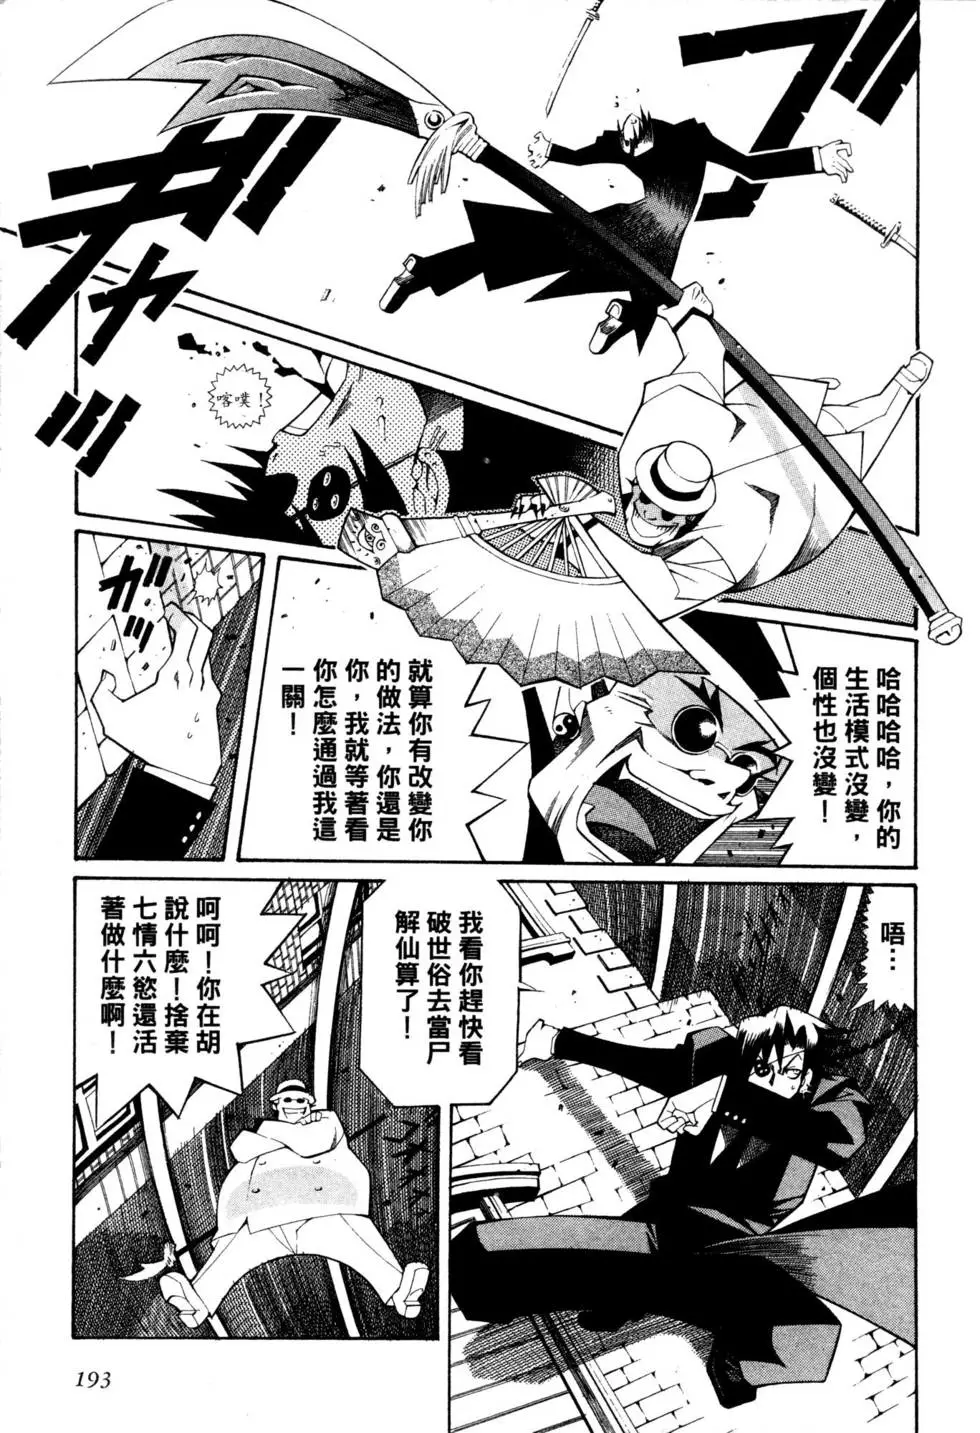 ブギャル
喀噗！
哈哈哈哈，你的
生活模式沒變，
個性也沒變！
就算你有改變你
的做法，你還是
你，我就等著看
你怎麼通過我這
一關！
ガッ
唔…
我看你趕快看
破世俗去當尸
解仙算了！
呵呵！你在胡
說什麼！捨棄
七情六慾還活
著做什麼啊！
193